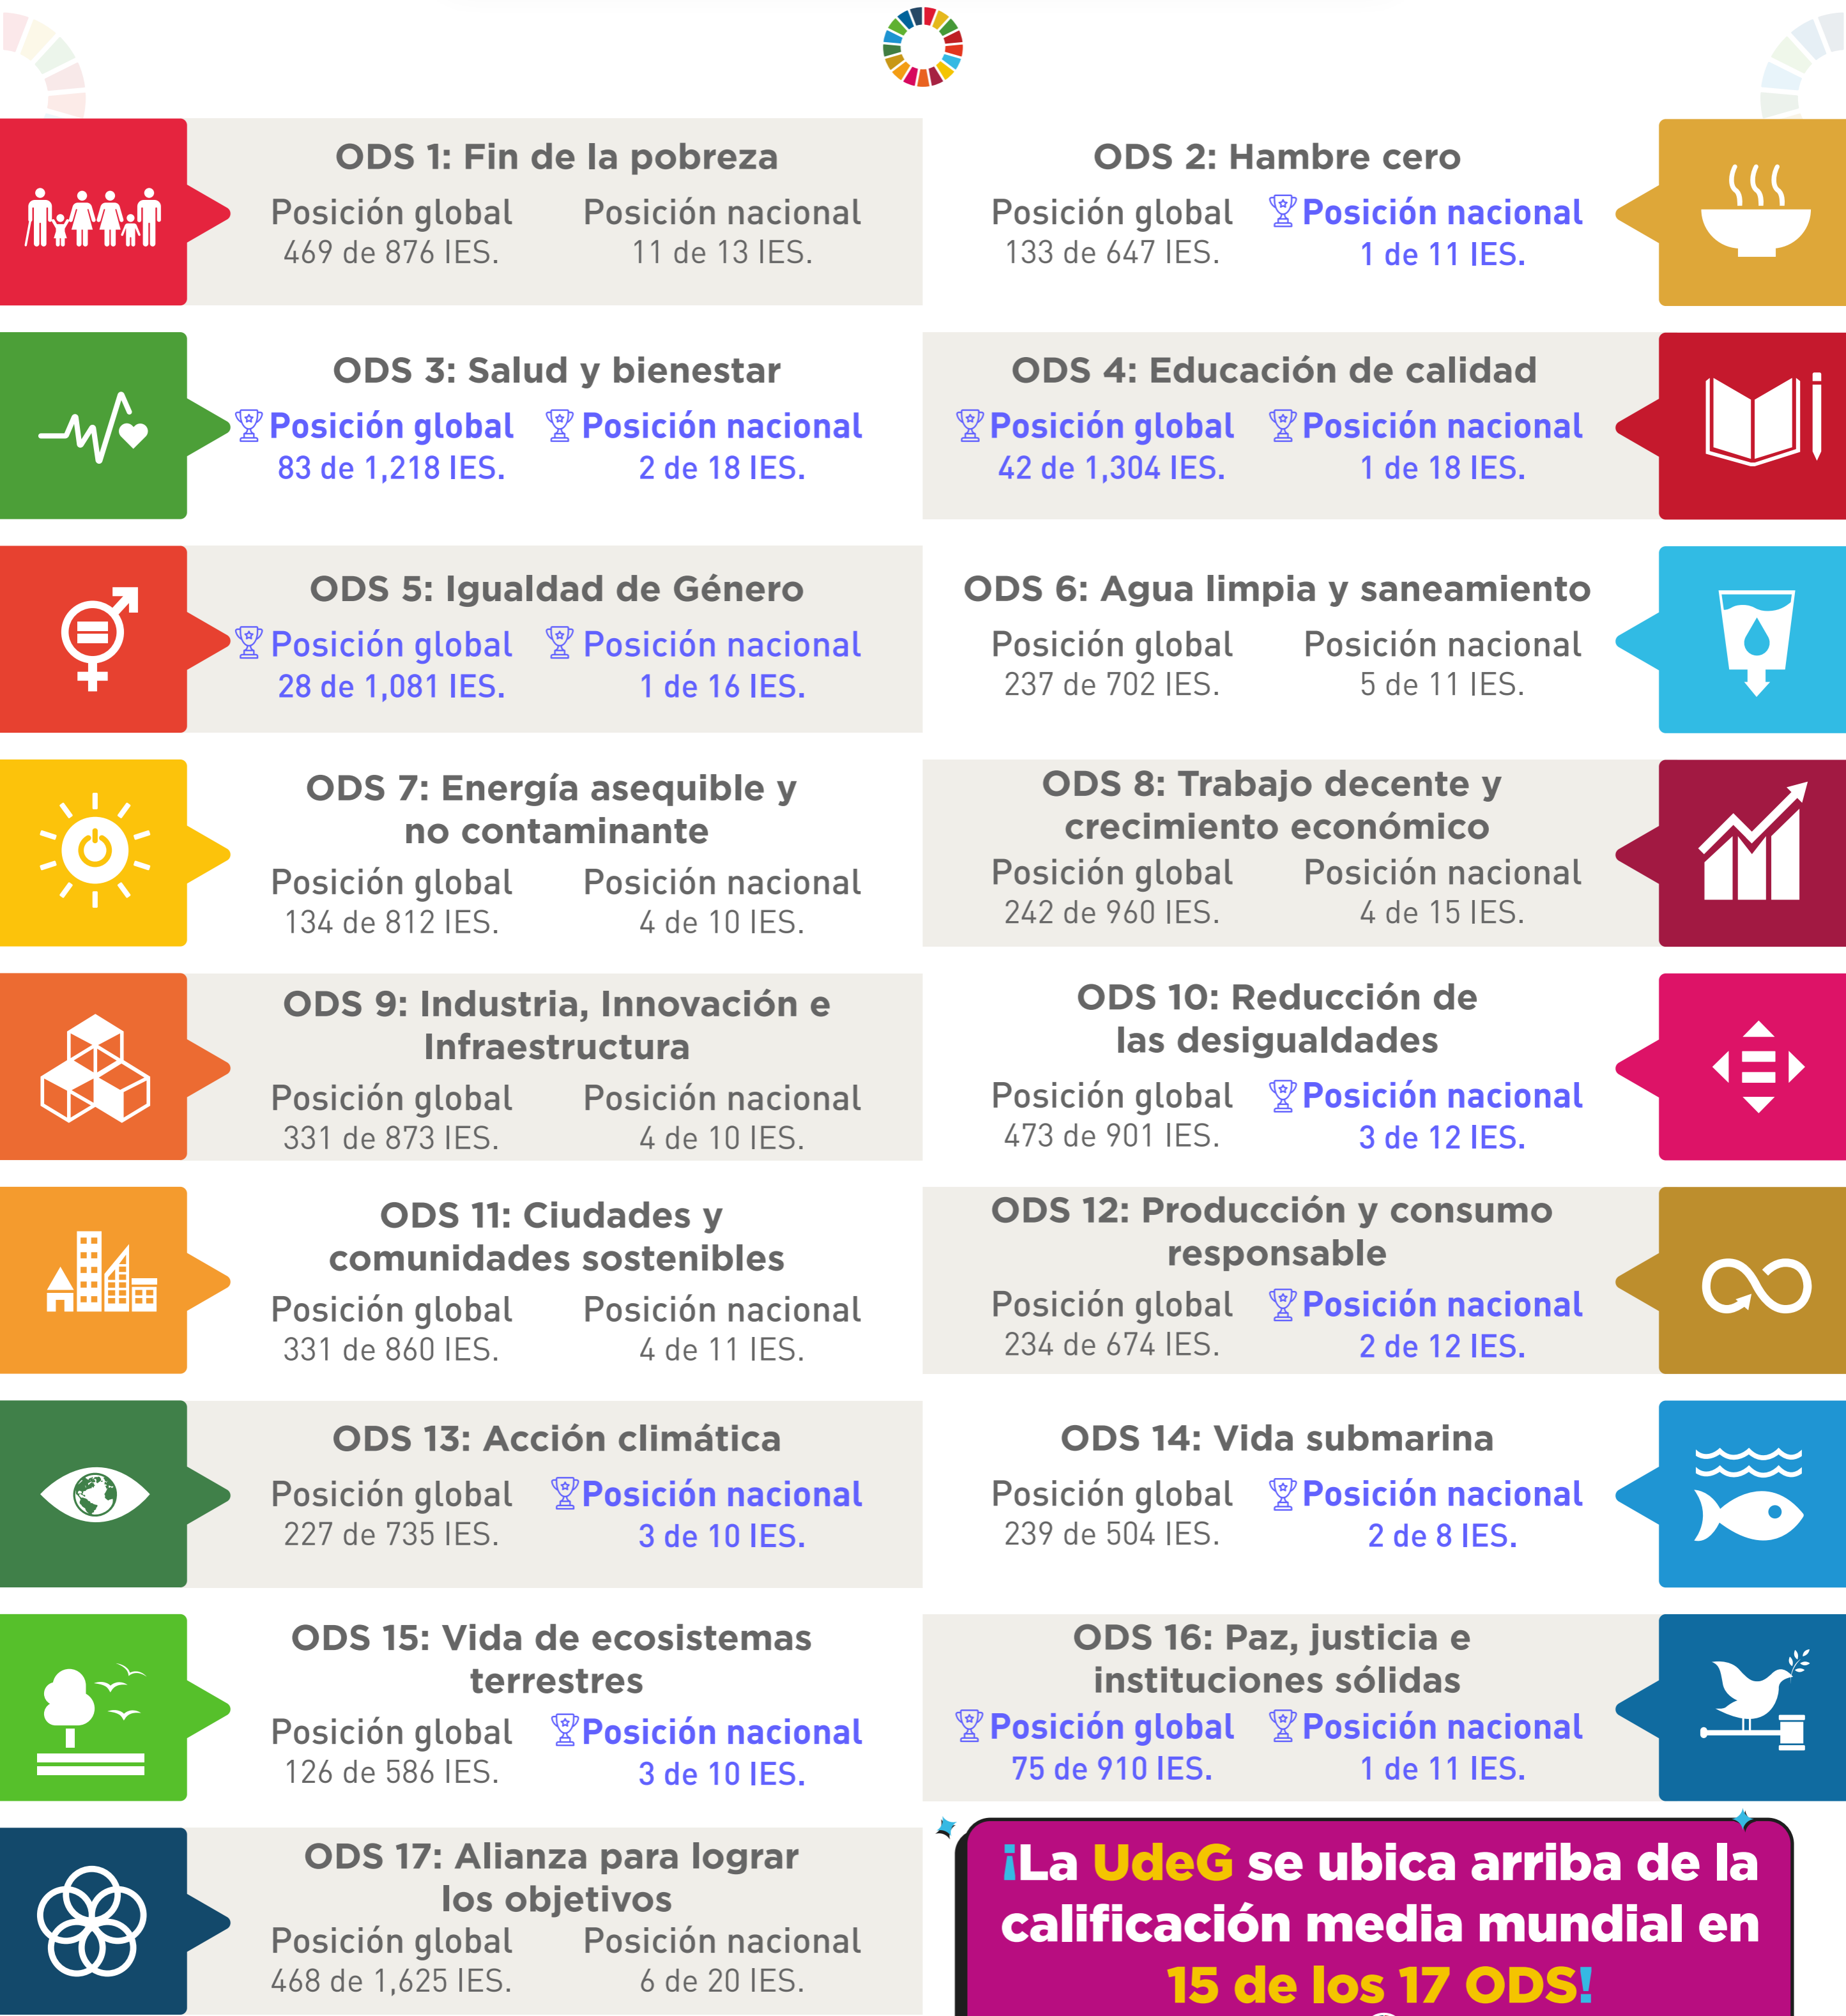 ODS 1: Fin de la pobreza
Posición global Posición nacional
469 de 876 IES. 11 de 13 IES.
ODS 2: Hambre cero
Posición global Posición nacional
133 de 647 IES. 1 de 11 IES.
ODS 3: Salud y bienestar
Posición global Posición nacional
83 de 1,218 IES. 2 de 18 IES.
ODS 4: Educación de calidad
Posición global Posición nacional
42 de 1,304 IES. 1 de 18 IES.
ODS 5: Igualdad de Género
Posición global Posición nacional
28 de 1,081 IES. 1 de 16 IES.
ODS 6: Agua limpia y saneamiento
Posición global Posición nacional
237 de 702 IES. 5 de 11 IES.
ODS 7: Energía asequible y
no contaminante
Posición global Posición nacional
134 de 812 IES. 4 de 10 IES.
ODS 8: Trabajo decente y
crecimiento económico
Posición global Posición nacional
242 de 960 IES. 4 de 15 IES.
ODS 9: Industria, Innovación e
Infraestructura
Posición global Posición nacional
331 de 873 IES. 4 de 10 IES.
ODS 10: Reducción de
las desigualdades
Posición global Posición nacional
473 de 901 IES. 3 de 12 IES.
ODS 11: Ciudades y
comunidades sostenibles
Posición global Posición nacional
331 de 860 IES. 4 de 11 IES.
ODS 12: Producción y consumo
responsable
Posición global Posición nacional
234 de 674 IES. 2 de 12 IES.
ODS 13: Acción climática
Posición global Posición nacional
227 de 735 IES. 3 de 10 IES.
ODS 14: Vida submarina
Posición global Posición nacional
239 de 504 IES. 2 de 8 IES.
ODS 15: Vida de ecosistemas
terrestres
Posición global Posición nacional
126 de 586 IES. 3 de 10 IES.
ODS 16: Paz, justicia e
instituciones sólidas
Posición global Posición nacional
75 de 910 IES. 1 de 11 IES.
ODS 17: Alianza para lograr
los objetivos
Posición global Posición nacional
468 de 1,625 IES. 6 de 20 IES.
¡La UdeG se ubica arriba de la
calificación media mundial en
15 de los 17 ODS!